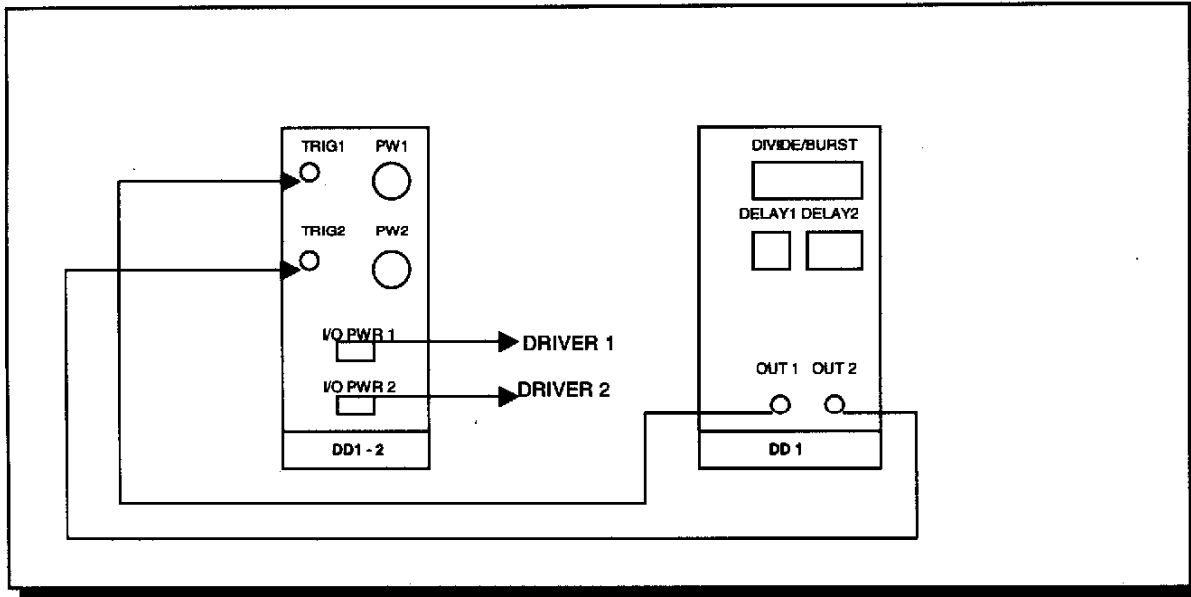 TRIG1 PW1
TRIG2 PW2
I/O PWR 1
I/O PWR 2
DD1 - 2
DRIVER 1
DRIVER 2
DIVIDE/BURST
DELAY1 DELAY2
OUT 1 OUT 2
DD 1